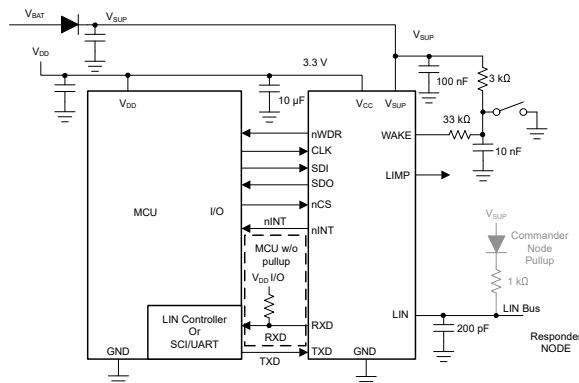 VBAT
VSUP
VSUP
VDD
3.3 V
100 nF
3 kΩ
10 µF
VDD
VCC
VSUP
33 kΩ
nWDR
WAKE
CLK
10 nF
SDI
LIMP
SDO
MCU
I/O
nCS
nINT
nINT
MCU w/o
pullup
VDD I/O
VSUP
Commander
Node
Pullup
1 kΩ
LIN Controller
Or
SCI/UART
RXD
RXD
LIN
LIN Bus
200 pF
Responder
NODE
GND
TXD
TXD
GND